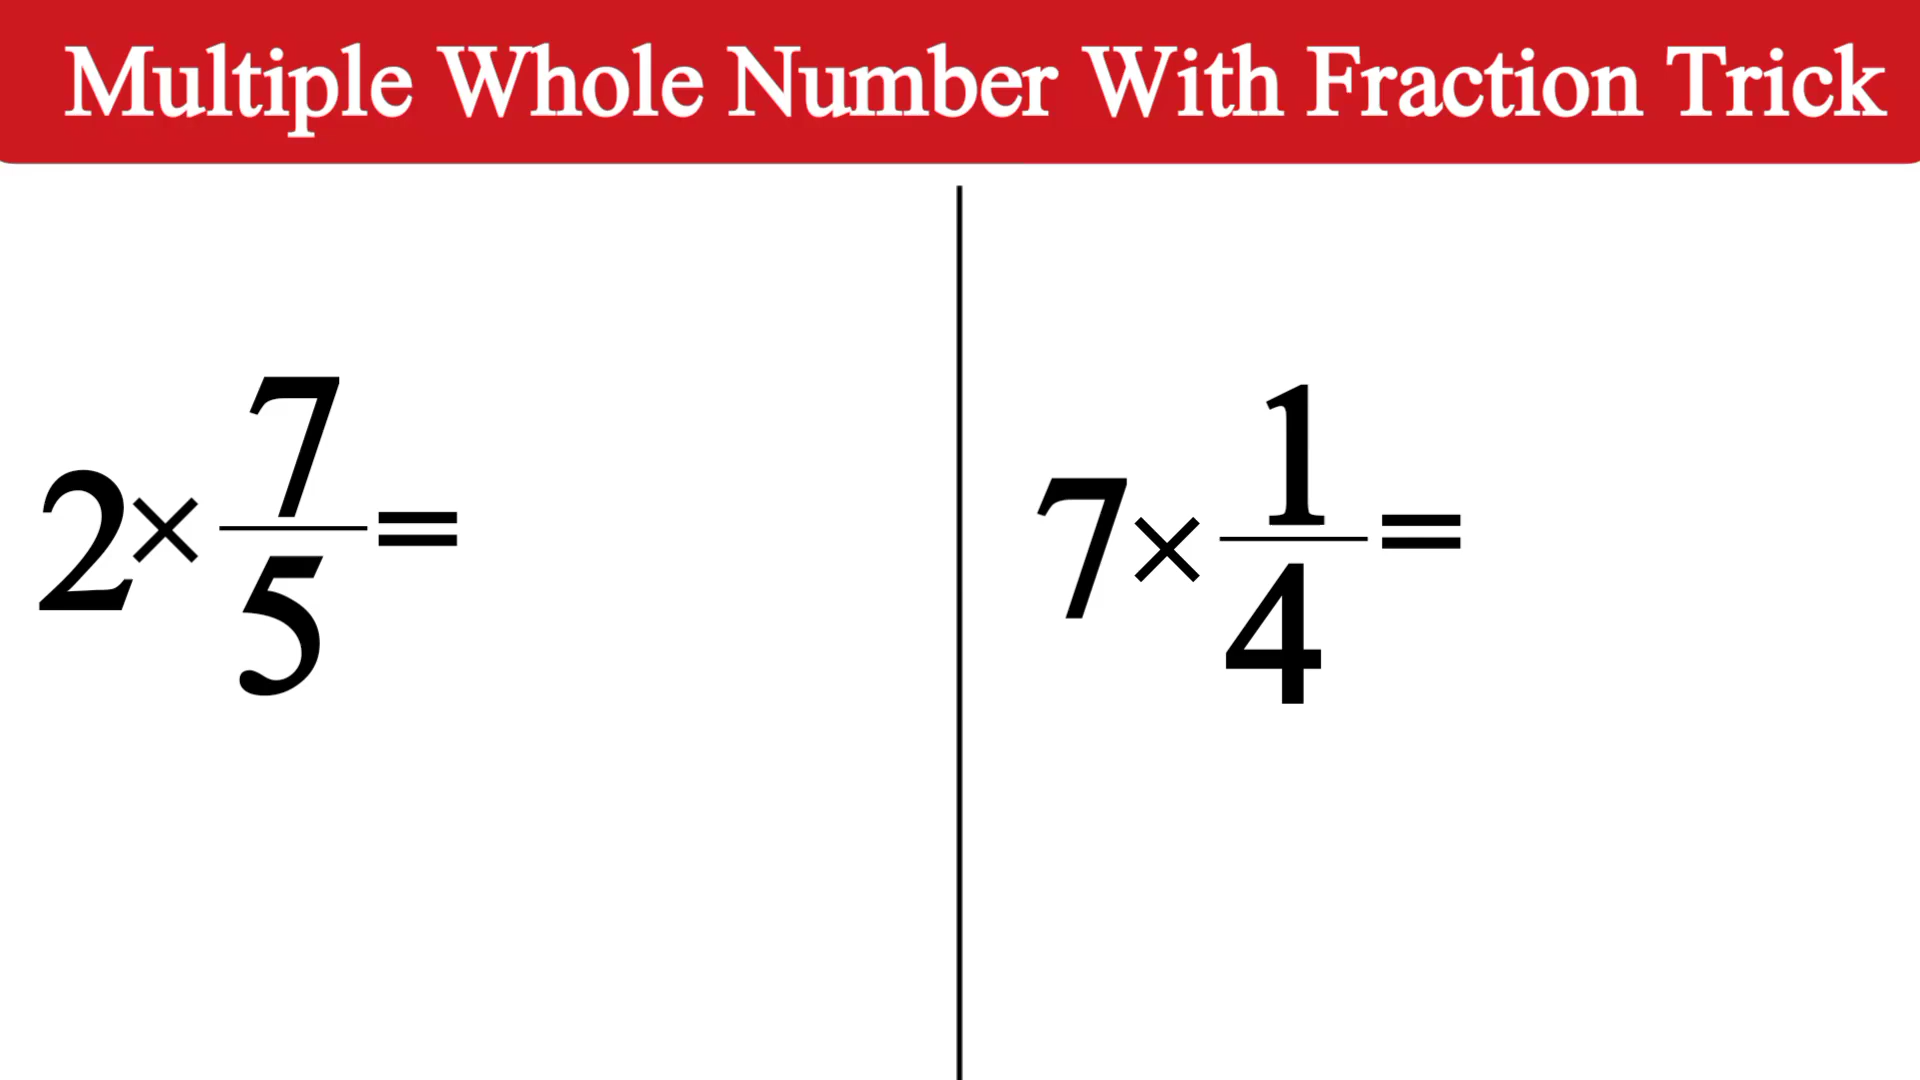 Multiple Whole Number With Fraction Trick
2 × 7/5 =
7 × 1/4 =